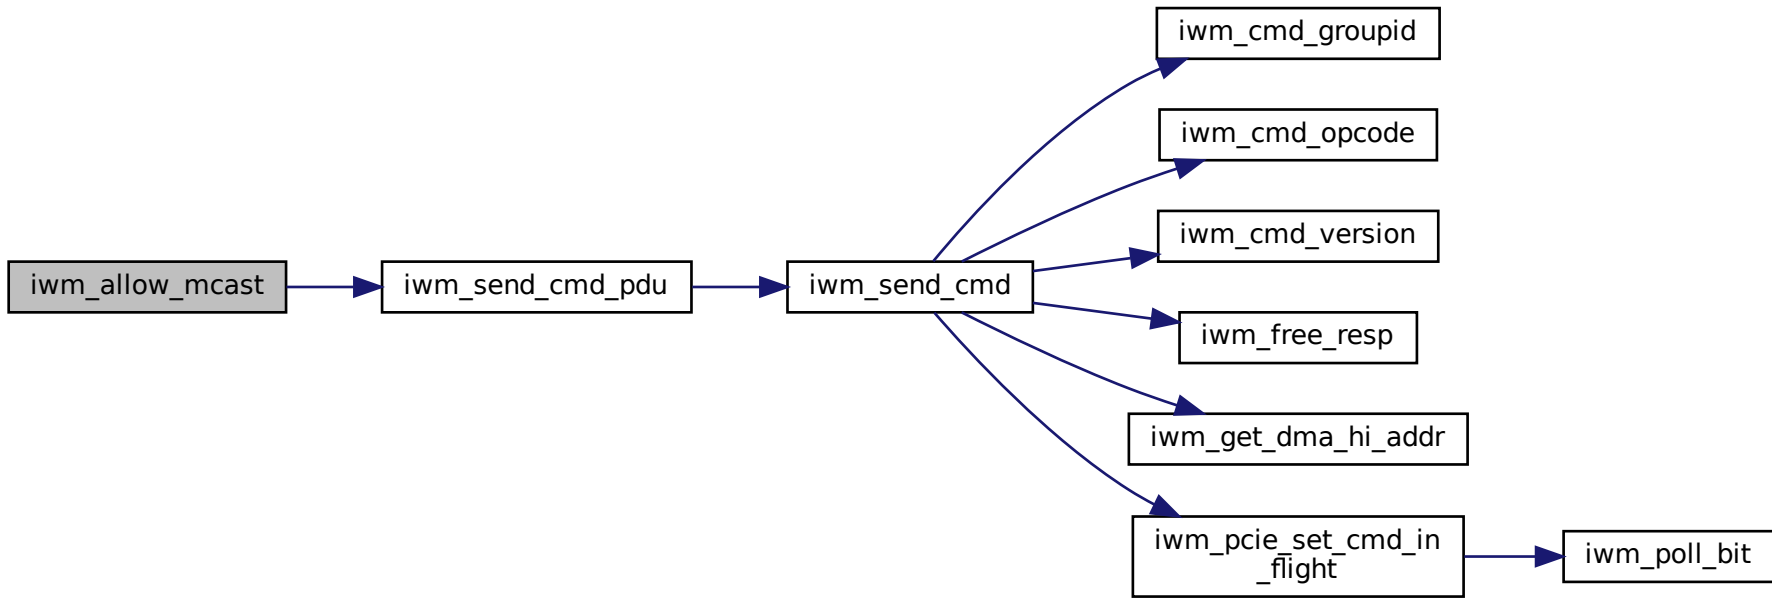 iwm_allow_mcast
iwm_send_cmd_pdu
iwm_send_cmd
iwm_cmd_groupid
iwm_cmd_opcode
iwm_cmd_version
iwm_free_resp
iwm_get_dma_hi_addr
iwm_pcie_set_cmd_in
_flight
iwm_poll_bit